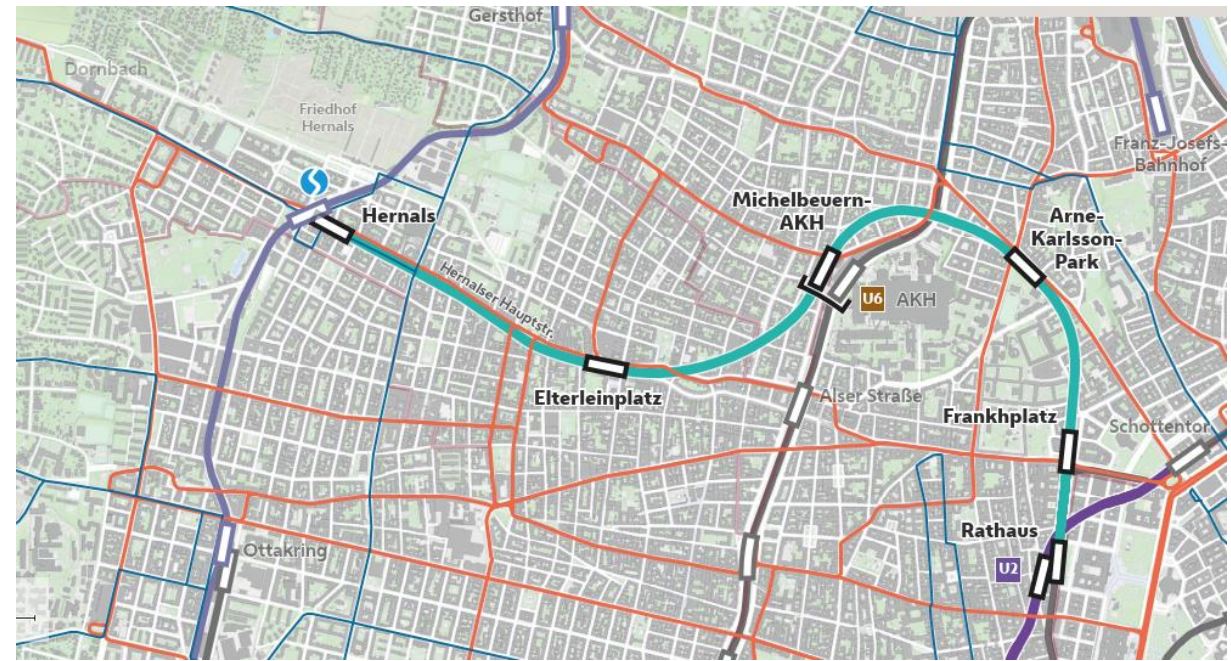 Gersthof
Dornbach
Friedhof
Hernals
Franz-Josefs-
Bahnhof
Michelbeuern-
AKH
Arne-
Karlsson-
Park
Hernals
Hernalser Hauptstr.
U6
AKH
Elterleinplatz
Alser Straße
Frankhplatz
Schottentor
Rathaus
U2
Ottakring